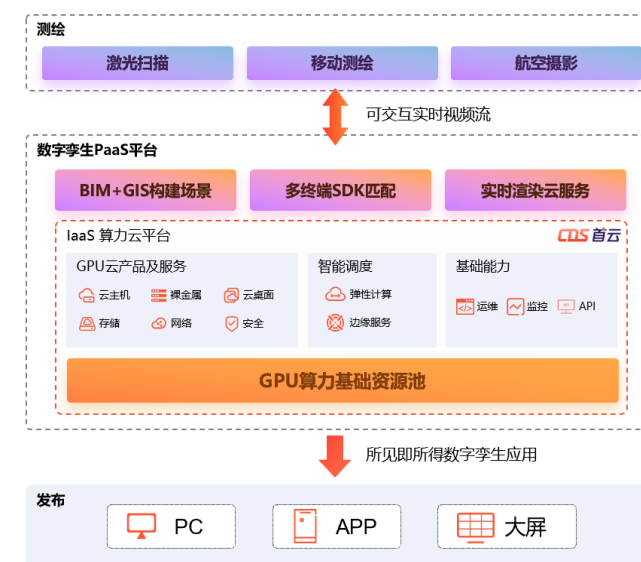 测绘
激光扫描 移动测绘 航空摄影
可交互实时视频流
数字孪生PaaS平台
BIM+GIS构建场景 多终端SDK匹配 实时渲染云服务
IaaS 算力云平台 CDS 首云
GPU云产品及服务 智能调度 基础能力
云主机 裸金属 云桌面 弹性计算 运维 监控 API
存储 网络 安全 边缘服务
GPU算力基础资源池
所见即所得数字孪生应用
发布
PC APP 大屏